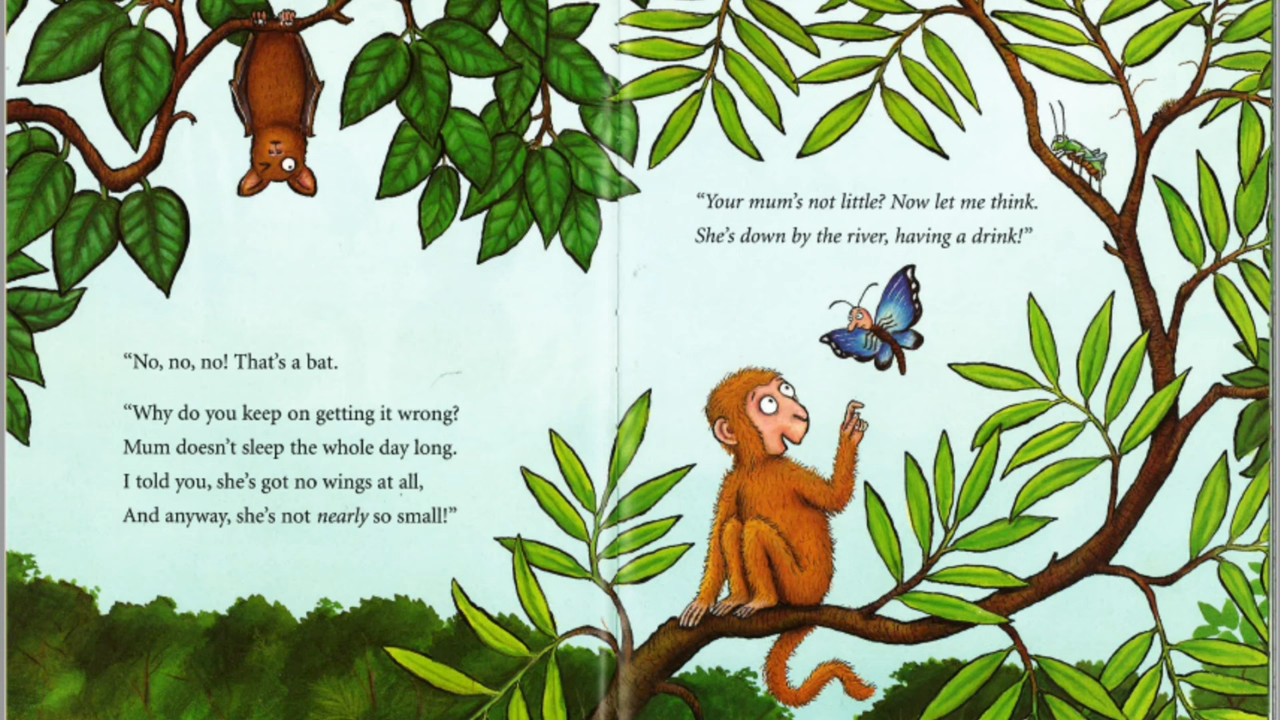 “No, no, no! That’s a bat.
“Why do you keep on getting it wrong?
Mum doesn’t sleep the whole day long.
I told you, she’s got no wings at all,
And anyway, she’s not nearly so small!”
“Your mum’s not little? Now let me think.
She’s down by the river, having a drink!”